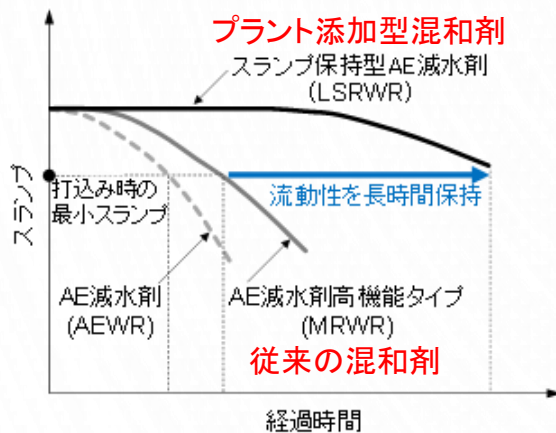 プラント添加型混和剤
スランプ保持型AE減水剤
(LSRWR)
スランプ
打込み時の
最小スランプ
流動性を長時間保持
AE減水剤
(AEWR)
AE減水剤高機能タイプ
(MRWR)
従来の混和剤
経過時間